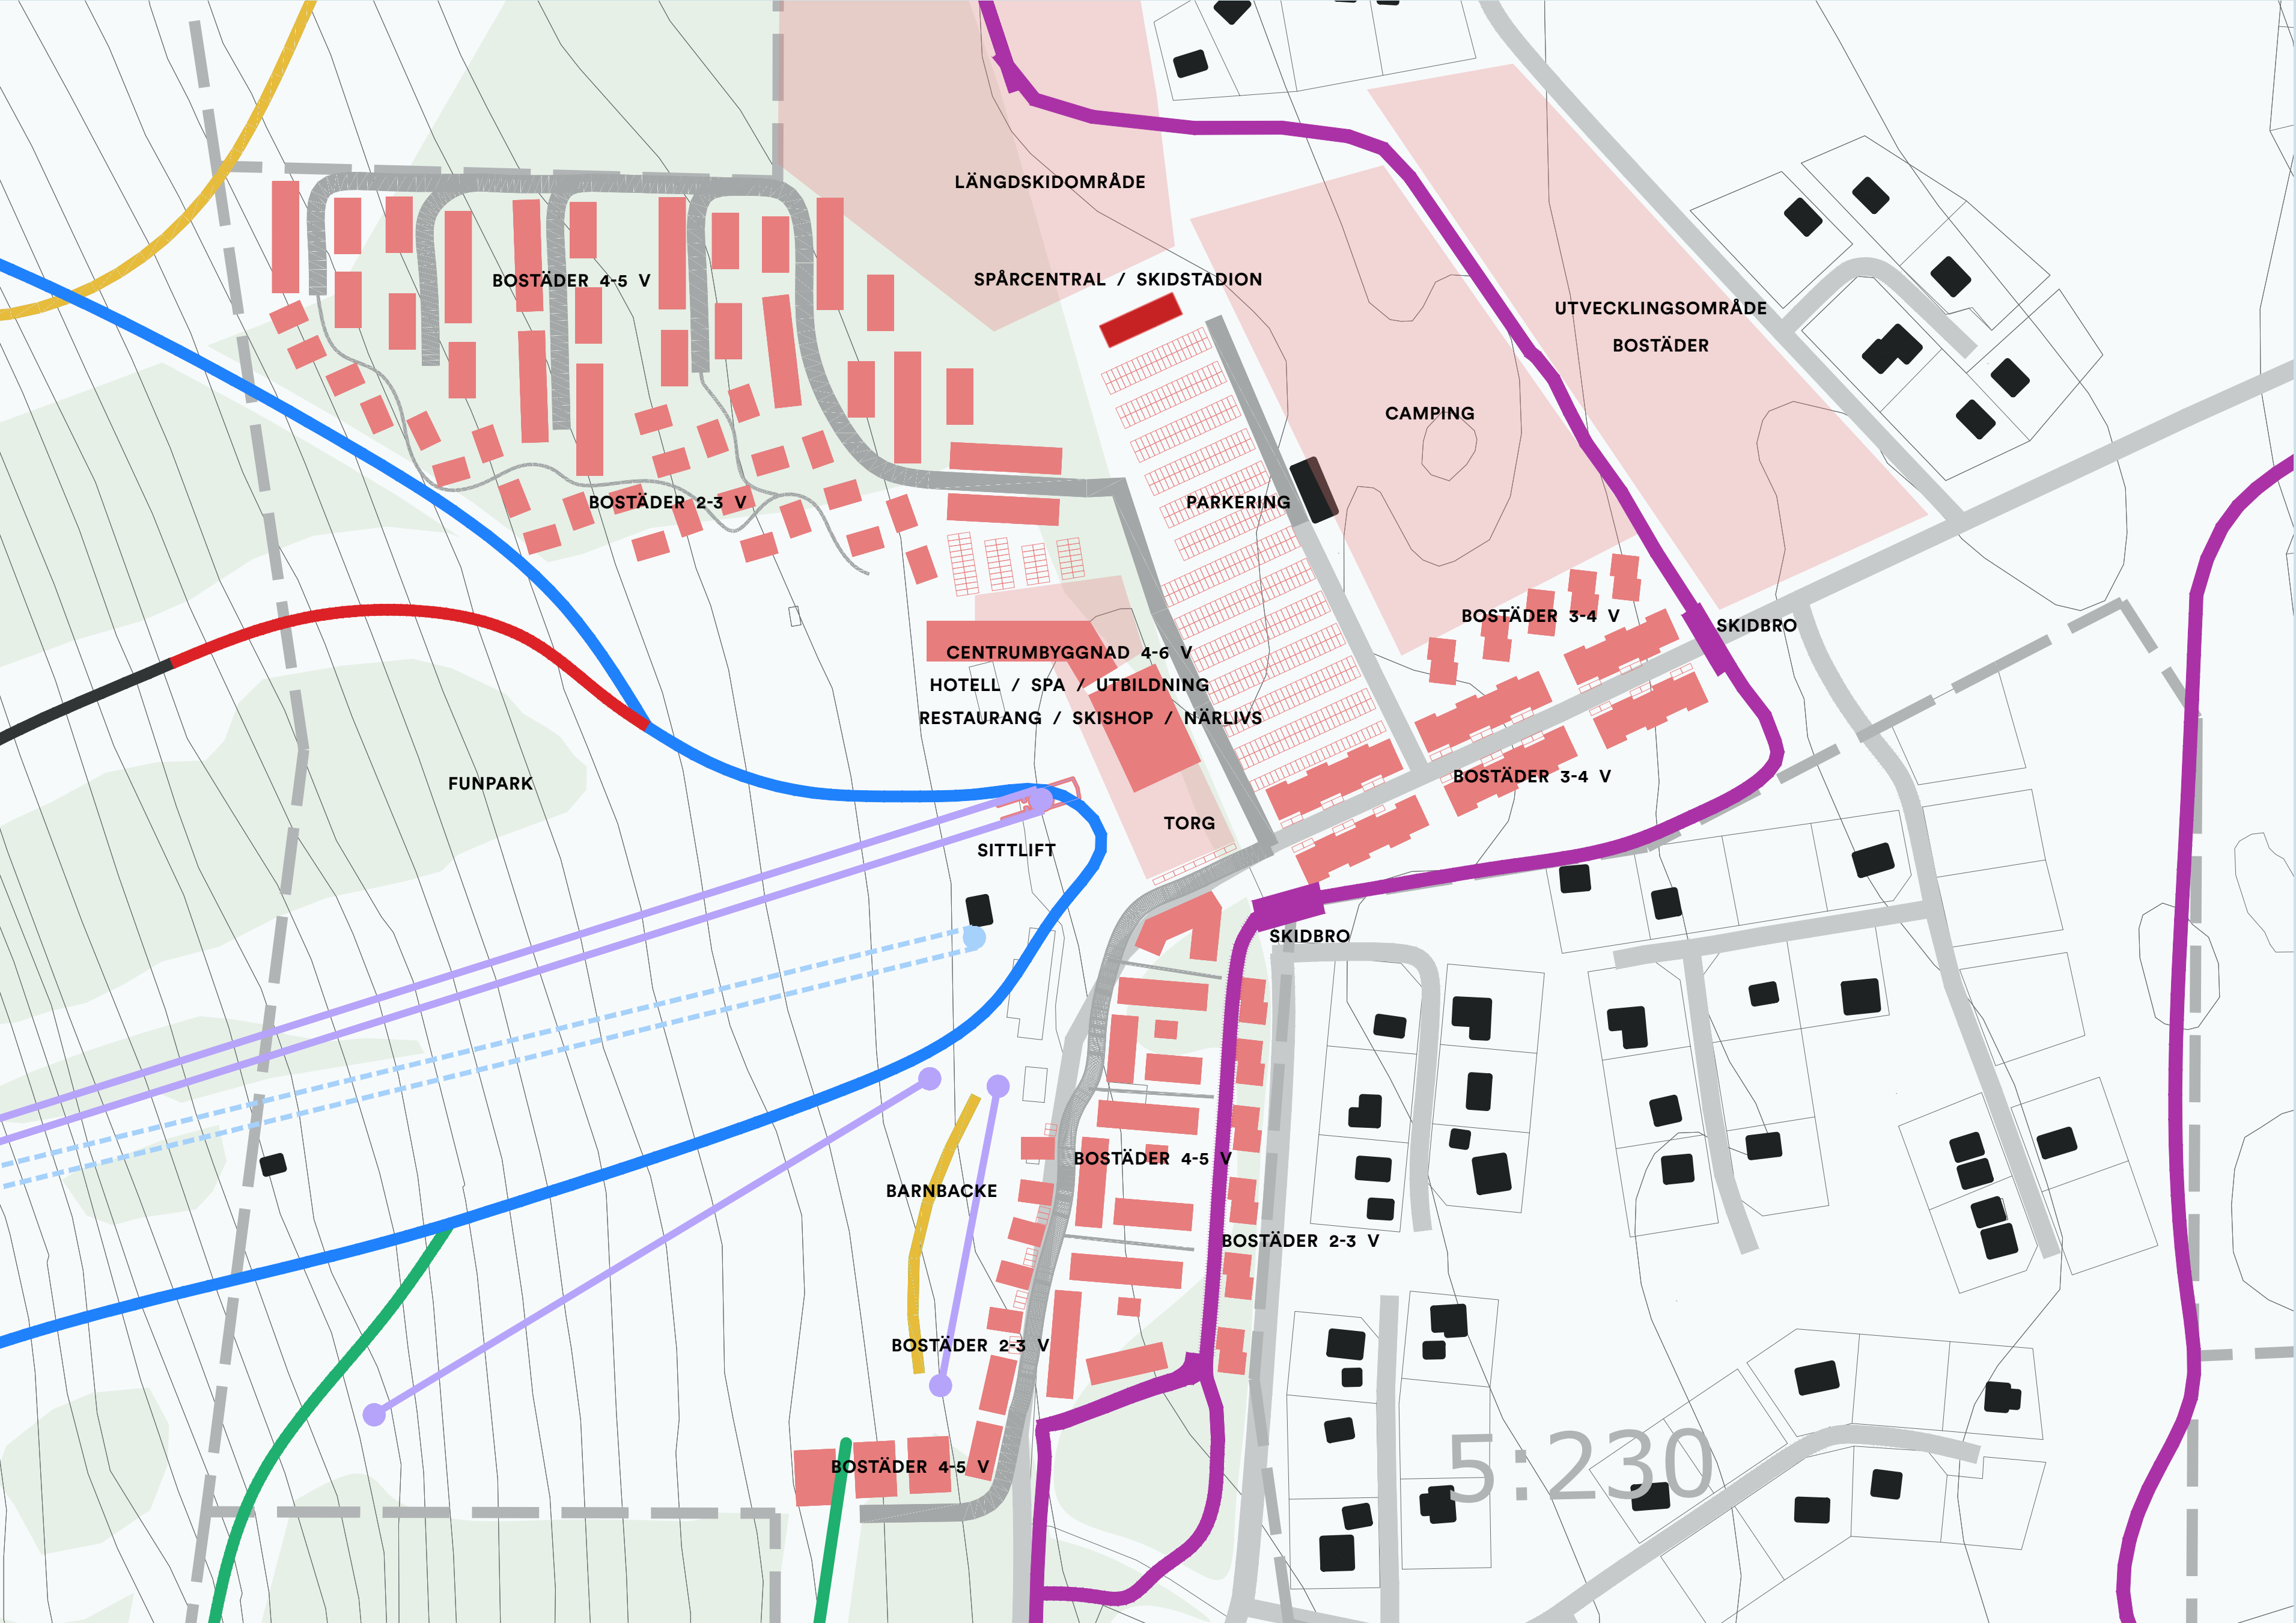 LÄNGDSKIDOMRÅDE
SPÅRCENTRAL / SKIDSTADION
BOSTÄDER 4-5 V
UTVECKLINGSOMRÅDE
BOSTÄDER
CAMPING
BOSTÄDER 2-3 V
PARKERING
BOSTÄDER 3-4 V
SKIDBRO
CENTRUMBYGGNAD 4-6 V
HOTELL / SPA / UTBILDNING
RESTAURANG / SKISHOP / NÄRLIVS
FUNPARK
BOSTÄDER 3-4 V
TORG
SITTLIFT
SKIDBRO
BOSTÄDER 4-5 V
BARNBACKE
BOSTÄDER 2-3 V
BOSTÄDER 2-3 V
BOSTÄDER 4-5 V
5:230